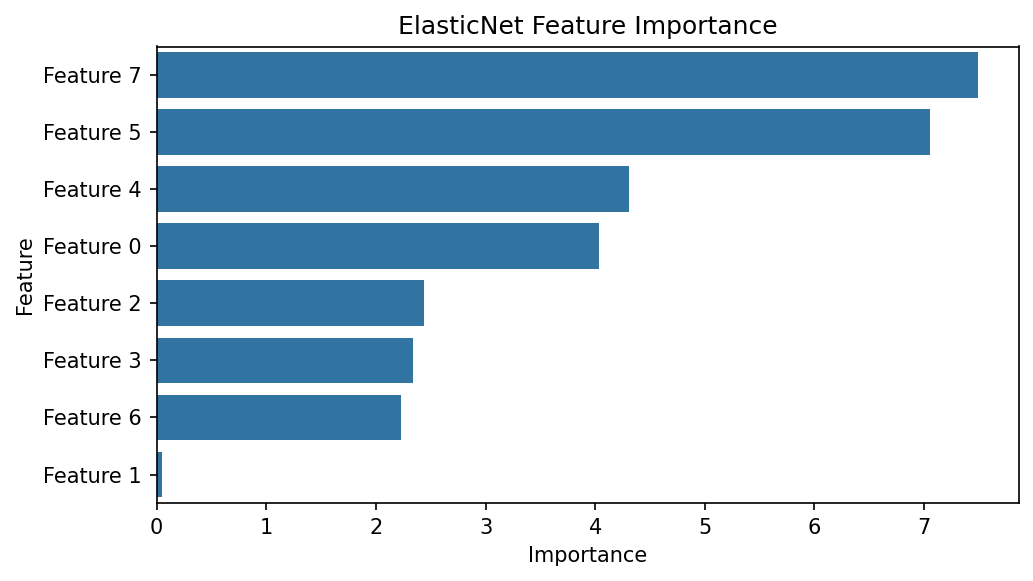 ElasticNet Feature Importance
Feature
Feature 7
Feature 5
Feature 4
Feature 0
Feature 2
Feature 3
Feature 6
Feature 1
0 1 2 3 4 5 6 7
Importance